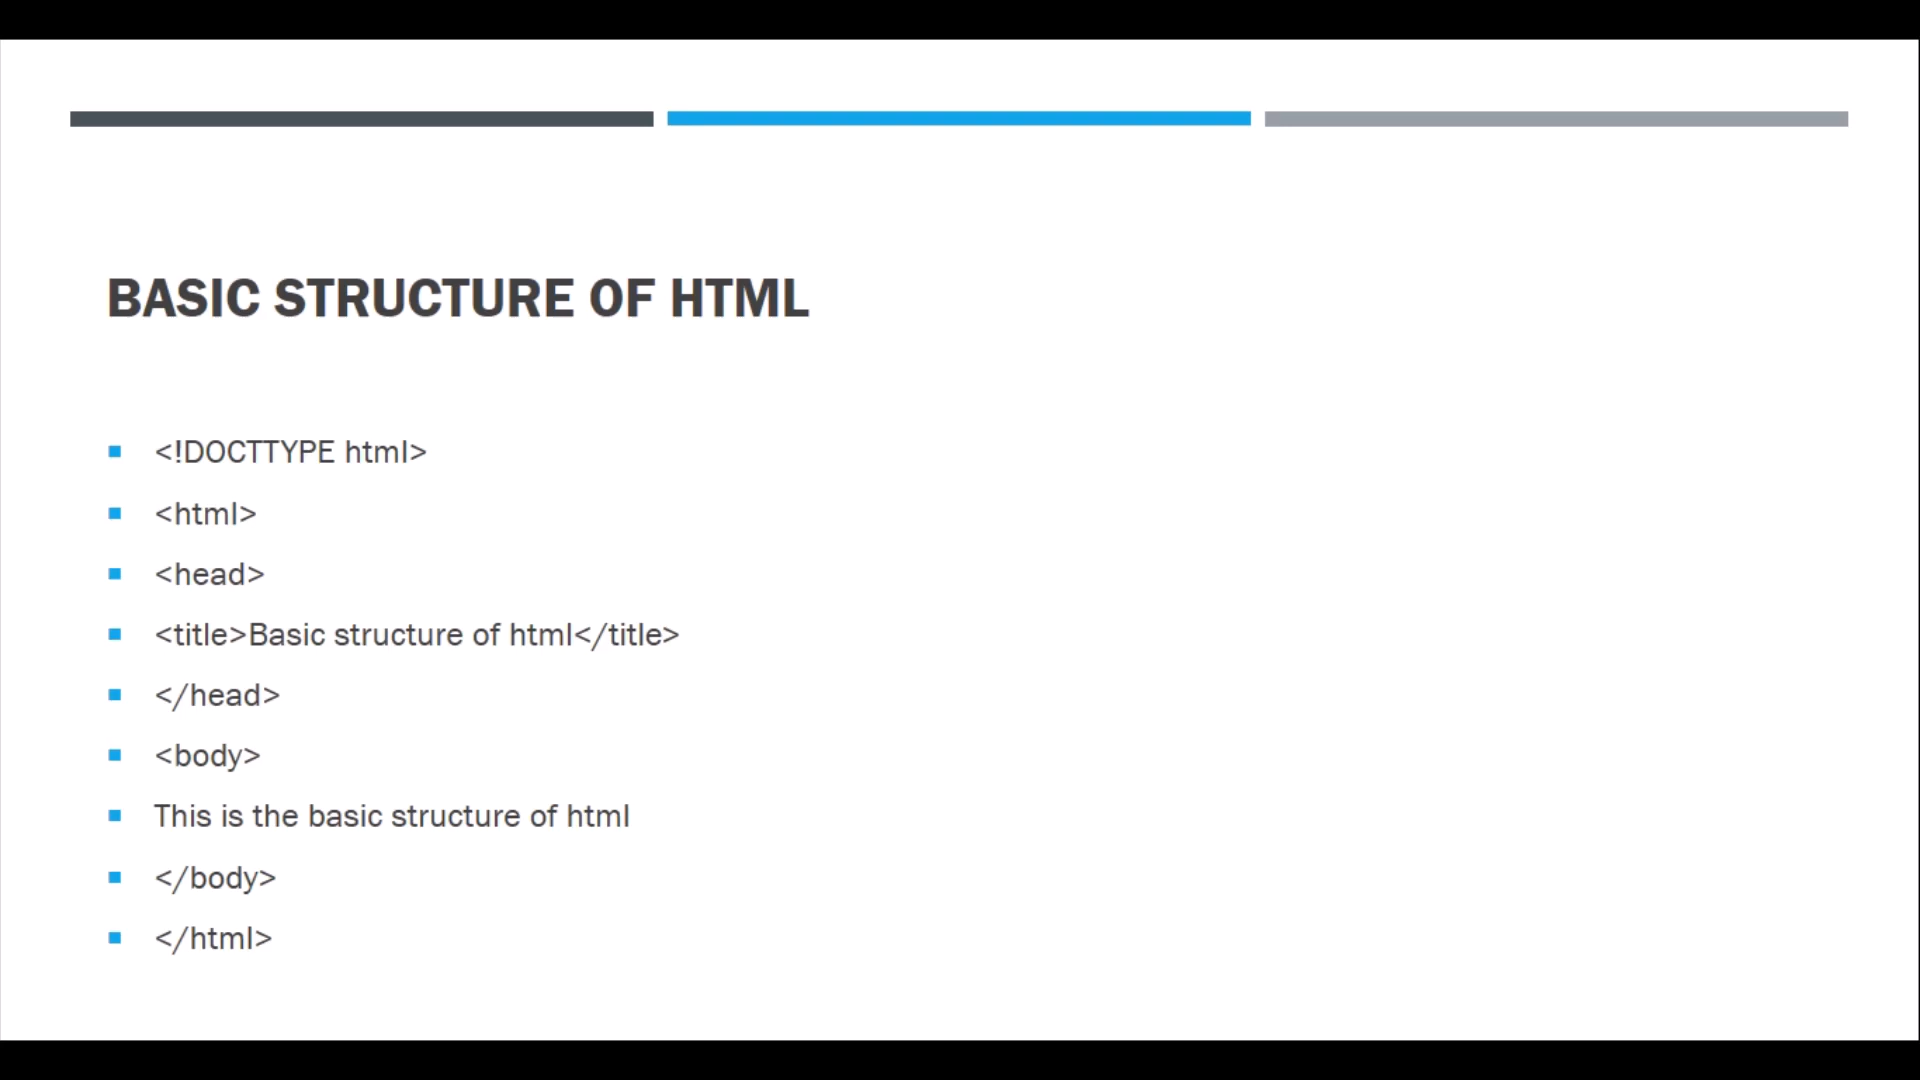 BASIC STRUCTURE OF HTML
<!DOCTTYPE html>
<html>
<head>
<title>Basic structure of html</title>
</head>
<body>
This is the basic structure of html
</body>
</html>